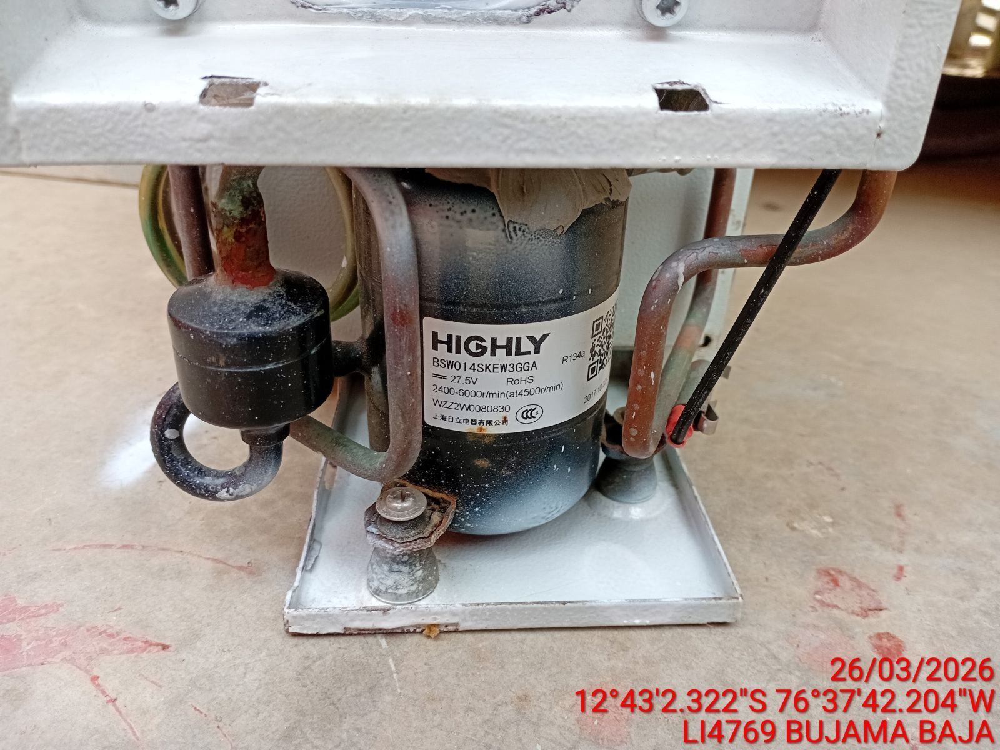 HIGHLY
BSW014SKEW3GGA
R134a
27.5V RoHS
2400-6000r/min(at4500r/min)
WZZ2W0080830
CCC S
上海日立电器有限公司
26/03/2026
12°43'2.322"S 76°37'42.204"W
LI4769 BUJAMA BAJA